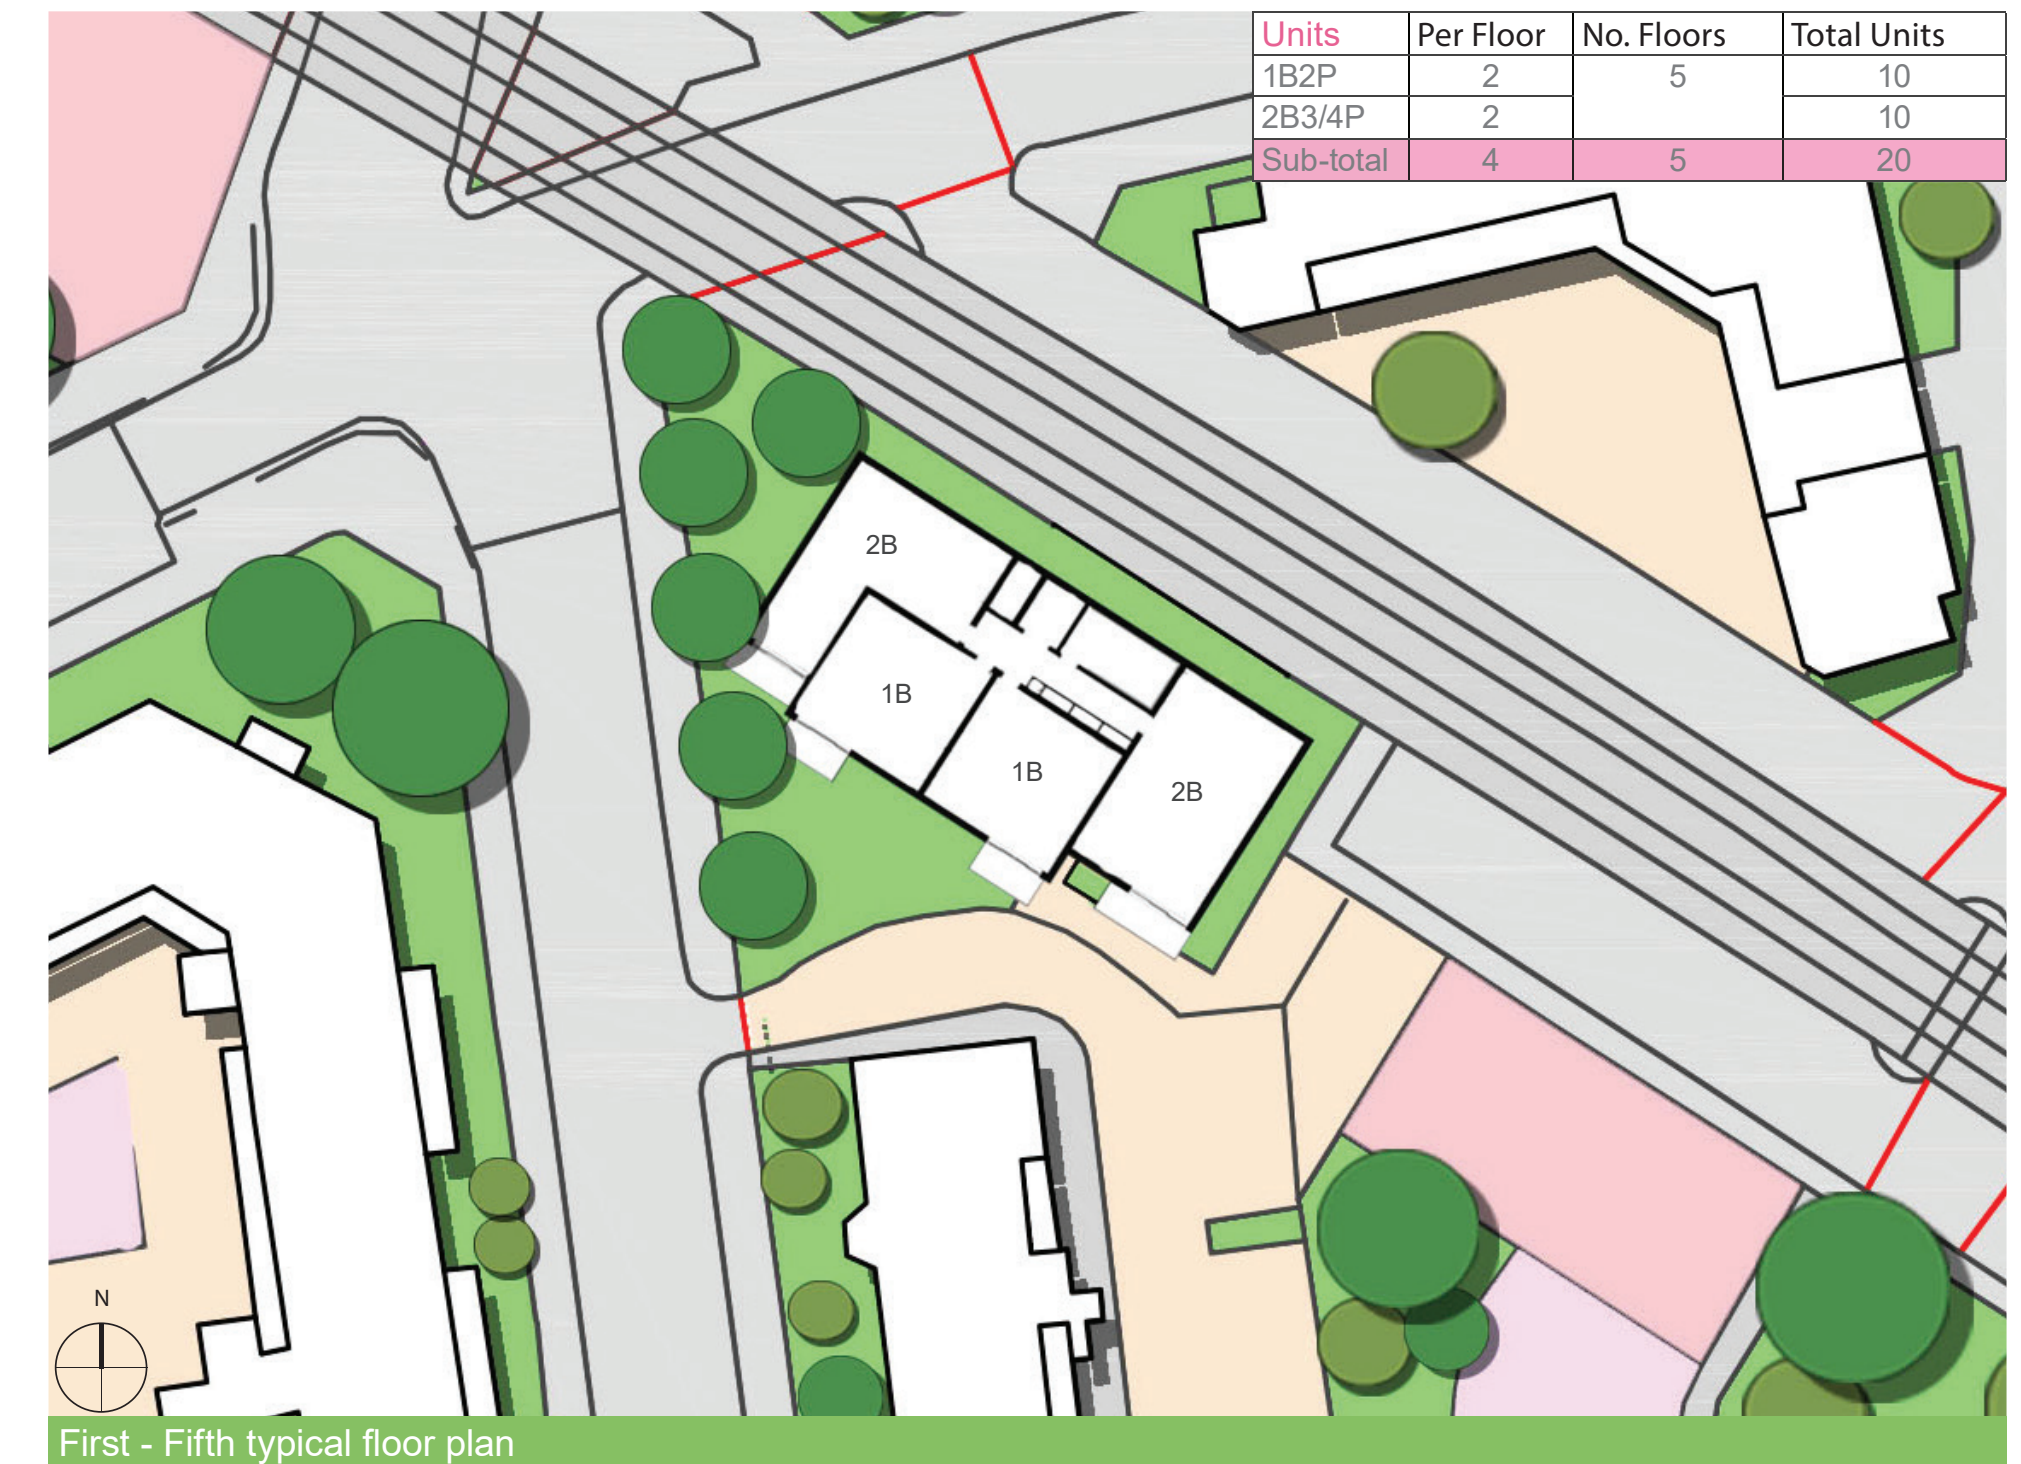 Units Per Floor No. Floors Total Units
1B2P 2 5 10
2B3/4P 2 10
Sub-total 4 5 20
2B
1B
1B
2B
N
First - Fifth typical floor plan